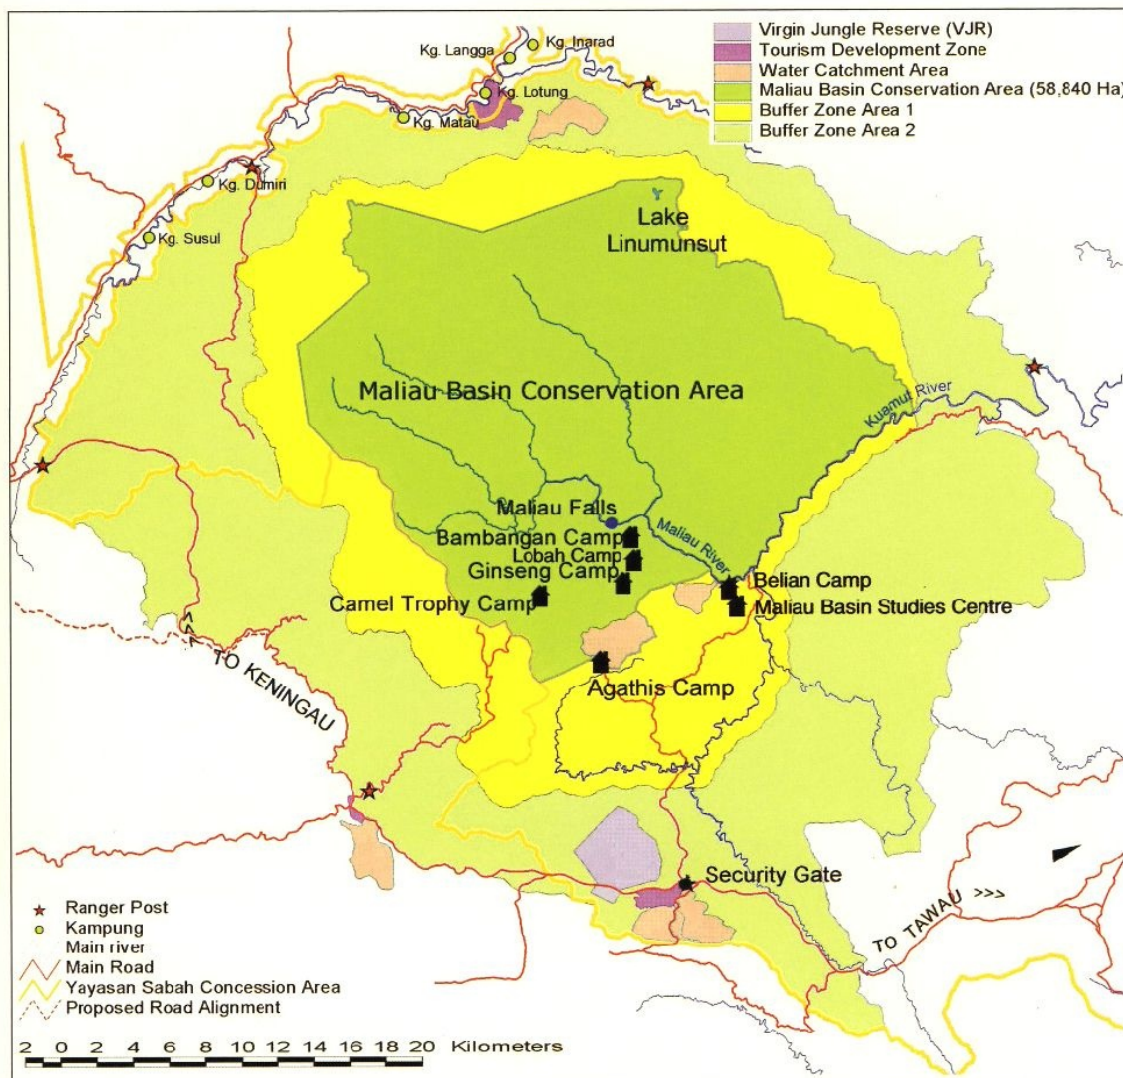 Virgin Jungle Reserve (VJR)
Tourism Development Zone
Water Catchment Area
Maliau Basin Conservation Area (58,840 Ha)
Buffer Zone Area 1
Buffer Zone Area 2
Kg. Langga
Kg. Inarad
Kg. Lotung
Kg. Matau
Kg. Dumiri
Kg. Susul
Lake
Linumunsut
Maliau Basin Conservation Area
Kuamut River
Maliau Falls
Maliau River
Bambangan Camp
Lobah Camp
Ginseng Camp
Camel Trophy Camp
Belian Camp
Maliau Basin Studies Centre
Agathis Camp
<<< TO KENINGAU
Security Gate
TO TAWAU >>>
Ranger Post
Kampung
Main river
Main Road
Yayasan Sabah Concession Area
Proposed Road Alignment
2 0 2 4 6 8 10 12 14 16 18 20 Kilometers